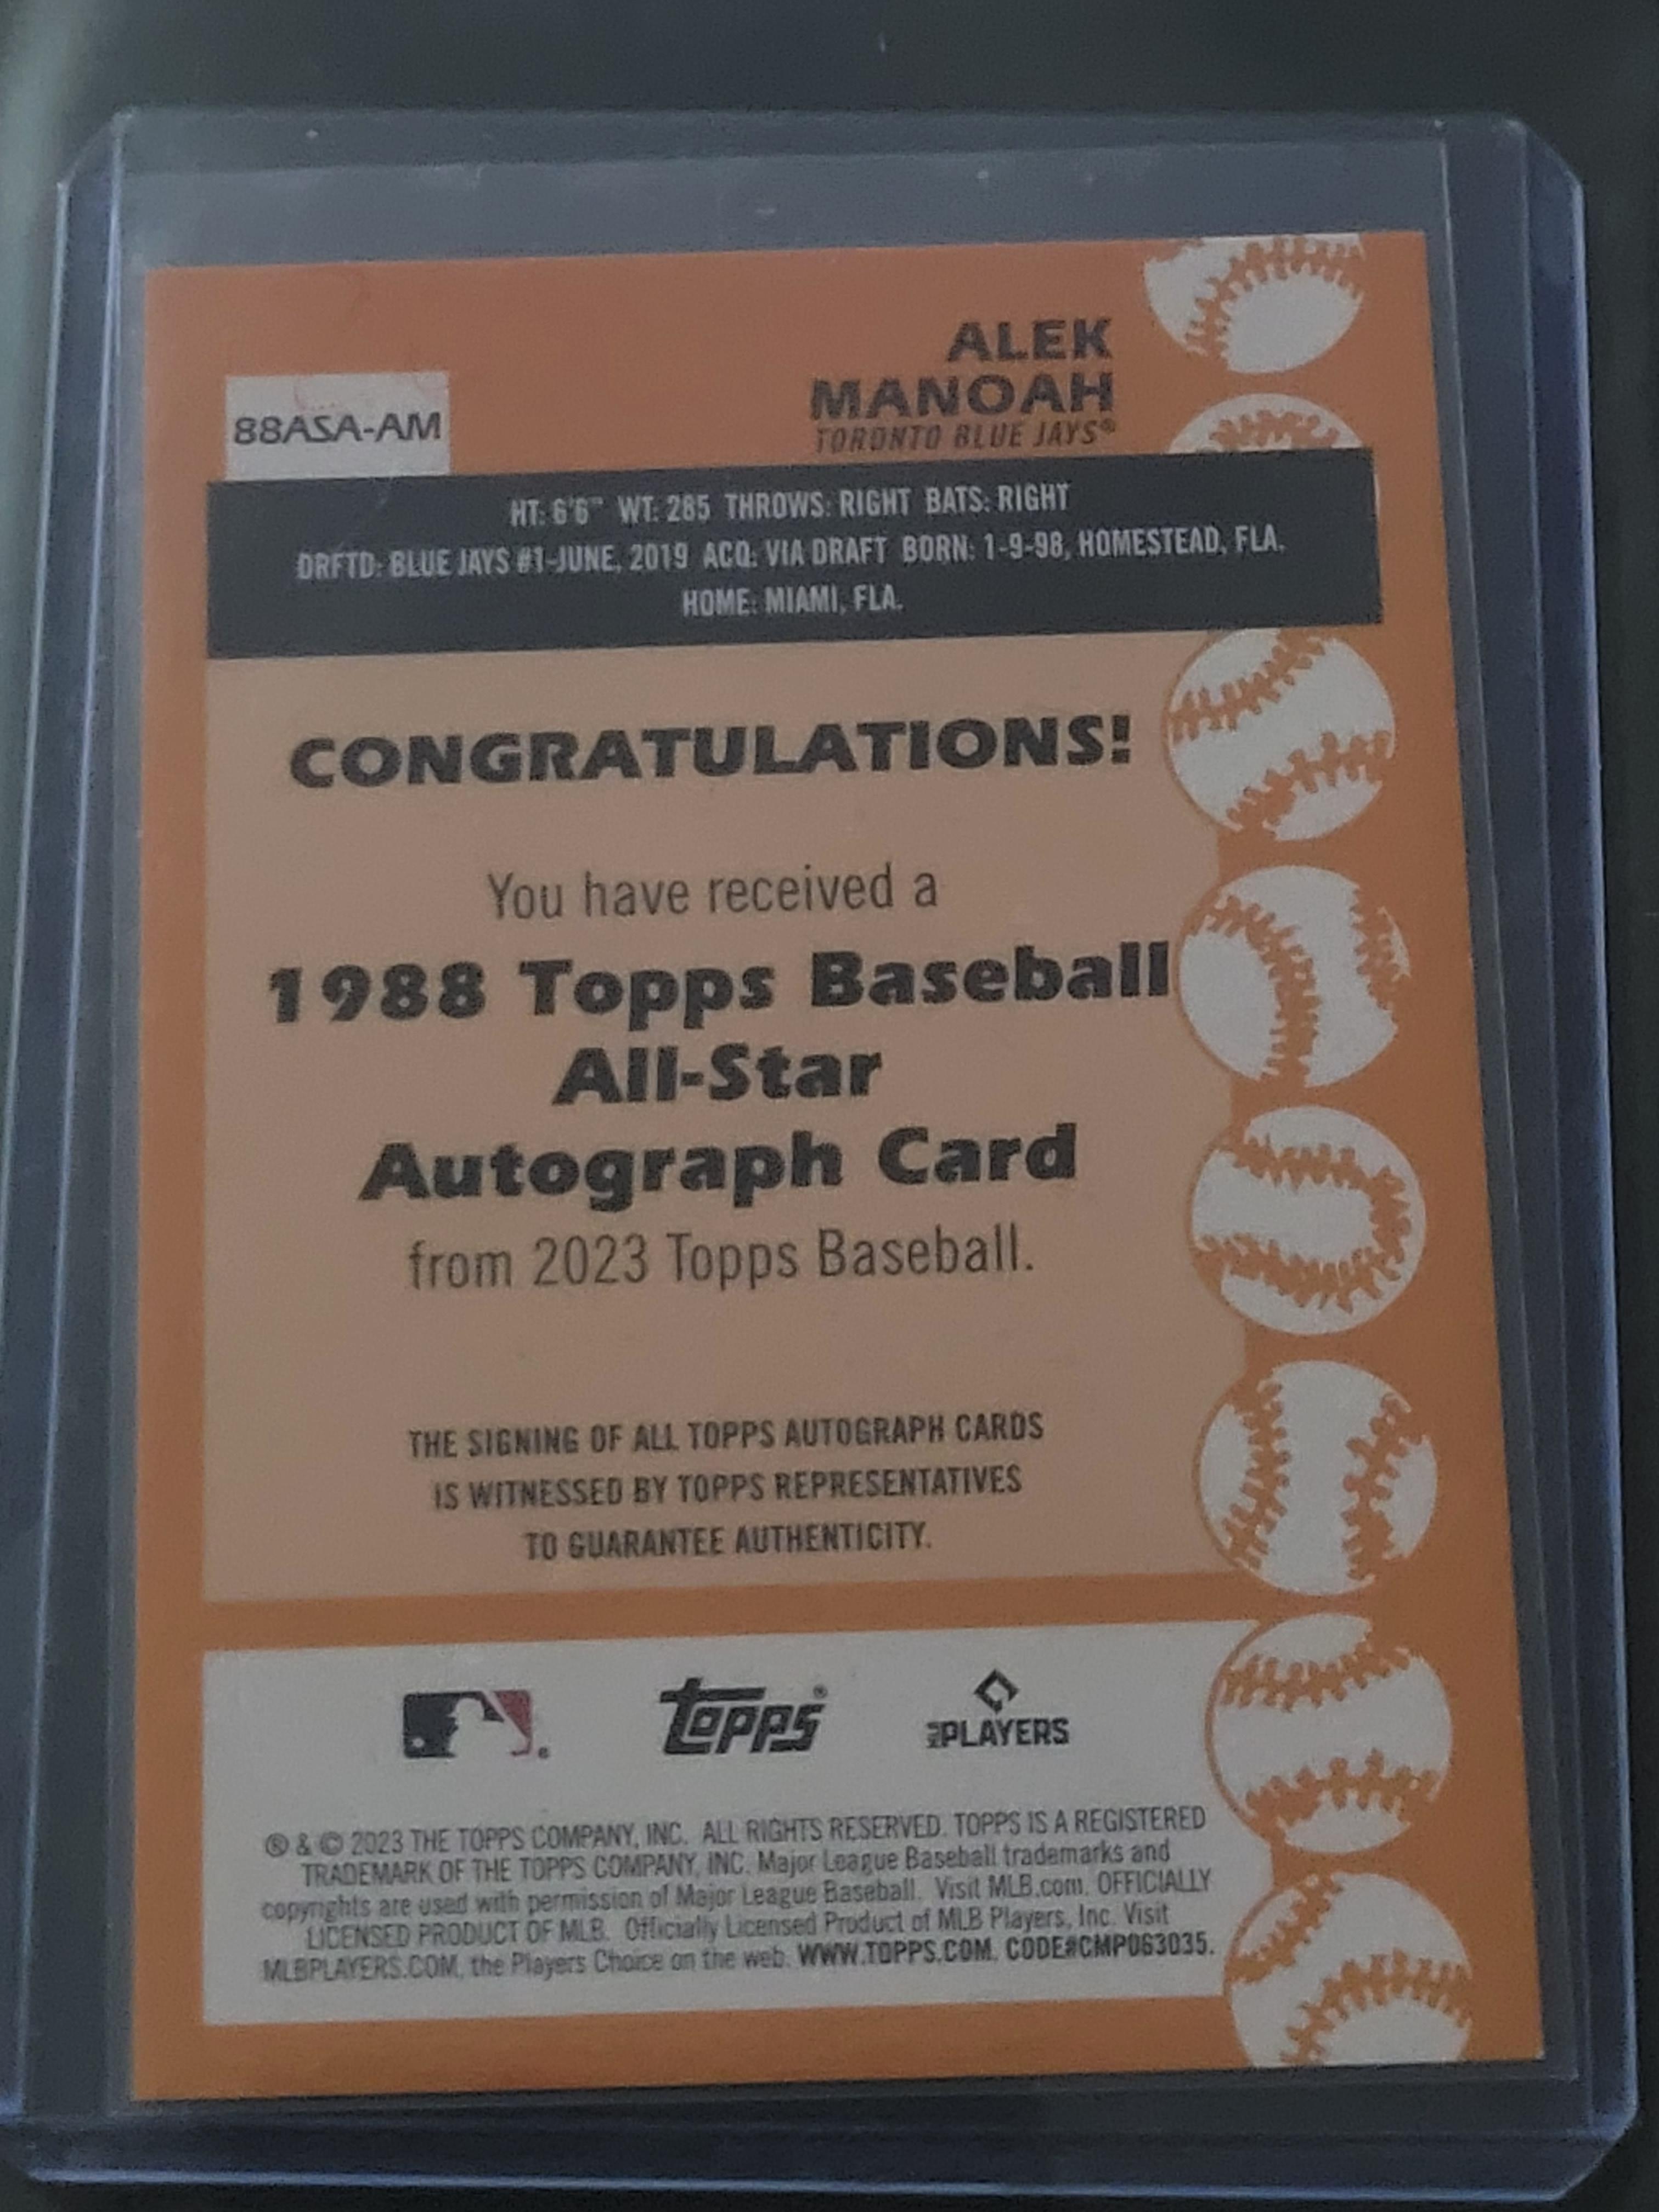 ALEK
MANOAH
TORONTO BLUE JAYS®
88ASA-AM
HT: 6'6" WT: 285 THROWS: RIGHT BATS: RIGHT
DRFTD: BLUE JAYS #1-JUNE, 2019 ACQ: VIA DRAFT BORN: 1-9-98, HOMESTEAD, FLA.
HOME: MIAMI, FLA.
CONGRATULATIONS!
You have received a
1988 Topps Baseball
All-Star
Autograph Card
from 2023 Topps Baseball.
THE SIGNING OF ALL TOPPS AUTOGRAPH CARDS
IS WITNESSED BY TOPPS REPRESENTATIVES
TO GUARANTEE AUTHENTICITY.
® topps® MLB PLAYERS
® & © 2023 THE TOPPS COMPANY, INC. ALL RIGHTS RESERVED. TOPPS IS A REGISTERED
TRADEMARK OF THE TOPPS COMPANY, INC. Major League Baseball trademarks and
copyrights are used with permission of Major League Baseball. Visit MLB.com. OFFICIALLY
LICENSED PRODUCT OF MLB. Officially Licensed Product of MLB Players, Inc. Visit
MLBPLAYERS.COM, the Players Choice on the web. WWW.TOPPS.COM. CODE#CMP063035.